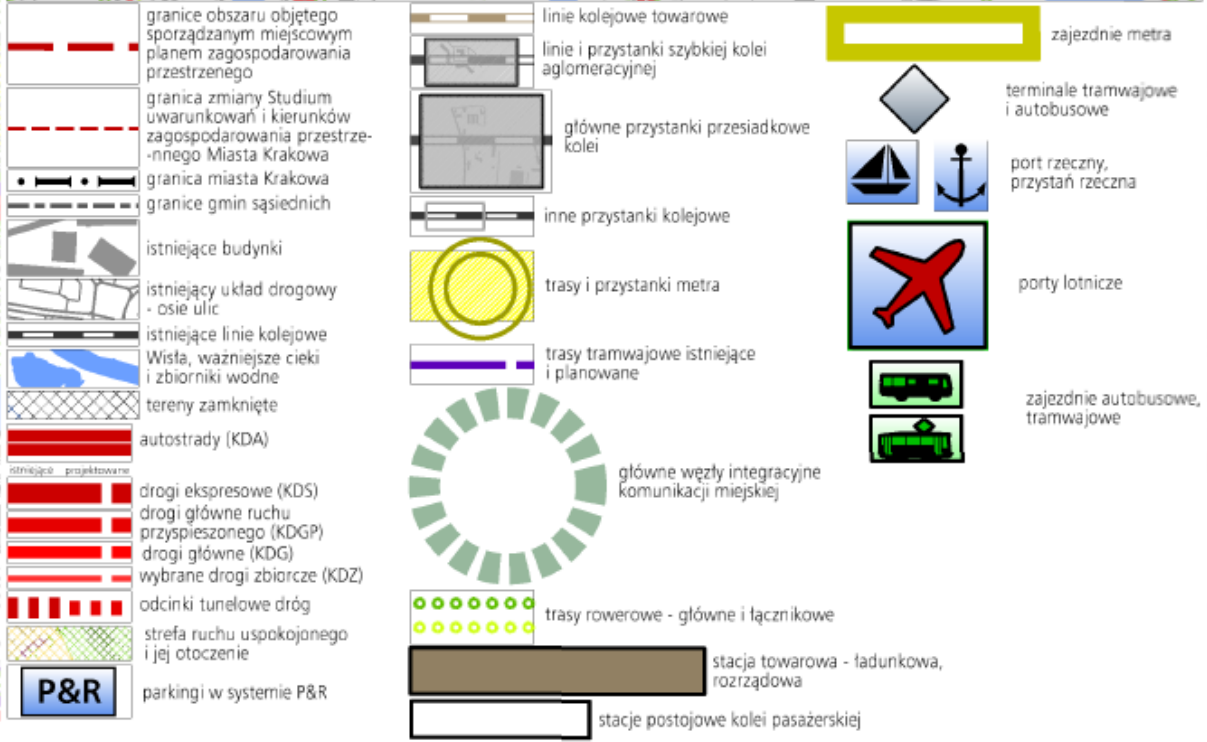 granice obszaru objętego
sporządzanym miejscowym
planem zagospodarowania
przestrzenego
granica zmiany Studium
uwarunkowań i kierunków
zagospodarowania przestrze-
-nnego Miasta Krakowa
granica miasta Krakowa
granice gmin sąsiednich
istniejące budynki
istniejący układ drogowy
- osie ulic
istniejące linie kolejowe
Wisła, ważniejsze cieki
i zbiorniki wodne
tereny zamknięte
autostrady (KDA)
istniejące projektowane
drogi ekspresowe (KDS)
drogi główne ruchu
przyspieszonego (KDGP)
drogi główne (KDG)
wybrane drogi zbiorcze (KDZ)
odcinki tunelowe dróg
strefa ruchu uspokojonego
i jej otoczenie
P&R
parkingi w systemie P&R
linie kolejowe towarowe
linie i przystanki szybkiej kolei
aglomeracyjnej
główne przystanki przesiadkowe
kolei
inne przystanki kolejowe
trasy i przystanki metra
trasy tramwajowe istniejące
i planowane
główne węzły integracyjne
komunikacji miejskiej
trasy rowerowe - główne i łącznikowe
stacja towarowa - ładunkowa,
rozrządowa
stacje postojowe kolei pasażerskiej
zajezdnie metra
terminale tramwajowe
i autobusowe
port rzeczny,
przystań rzeczna
porty lotnicze
zajezdnie autobusowe,
tramwajowe